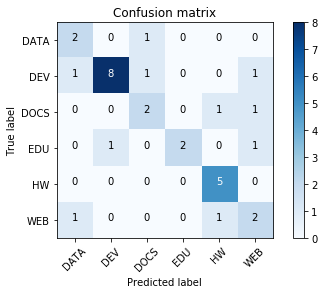 Confusion matrix
DATA 2 0 1 0 0 0
DEV 1 8 1 0 0 1
DOCS 0 0 2 0 1 1
EDU 0 1 0 2 0 1
HW 0 0 0 0 5 0
WEB 1 0 0 0 1 2
DATA DEV DOCS EDU HW WEB
True label
Predicted label
8
7
6
5
4
3
2
1
0